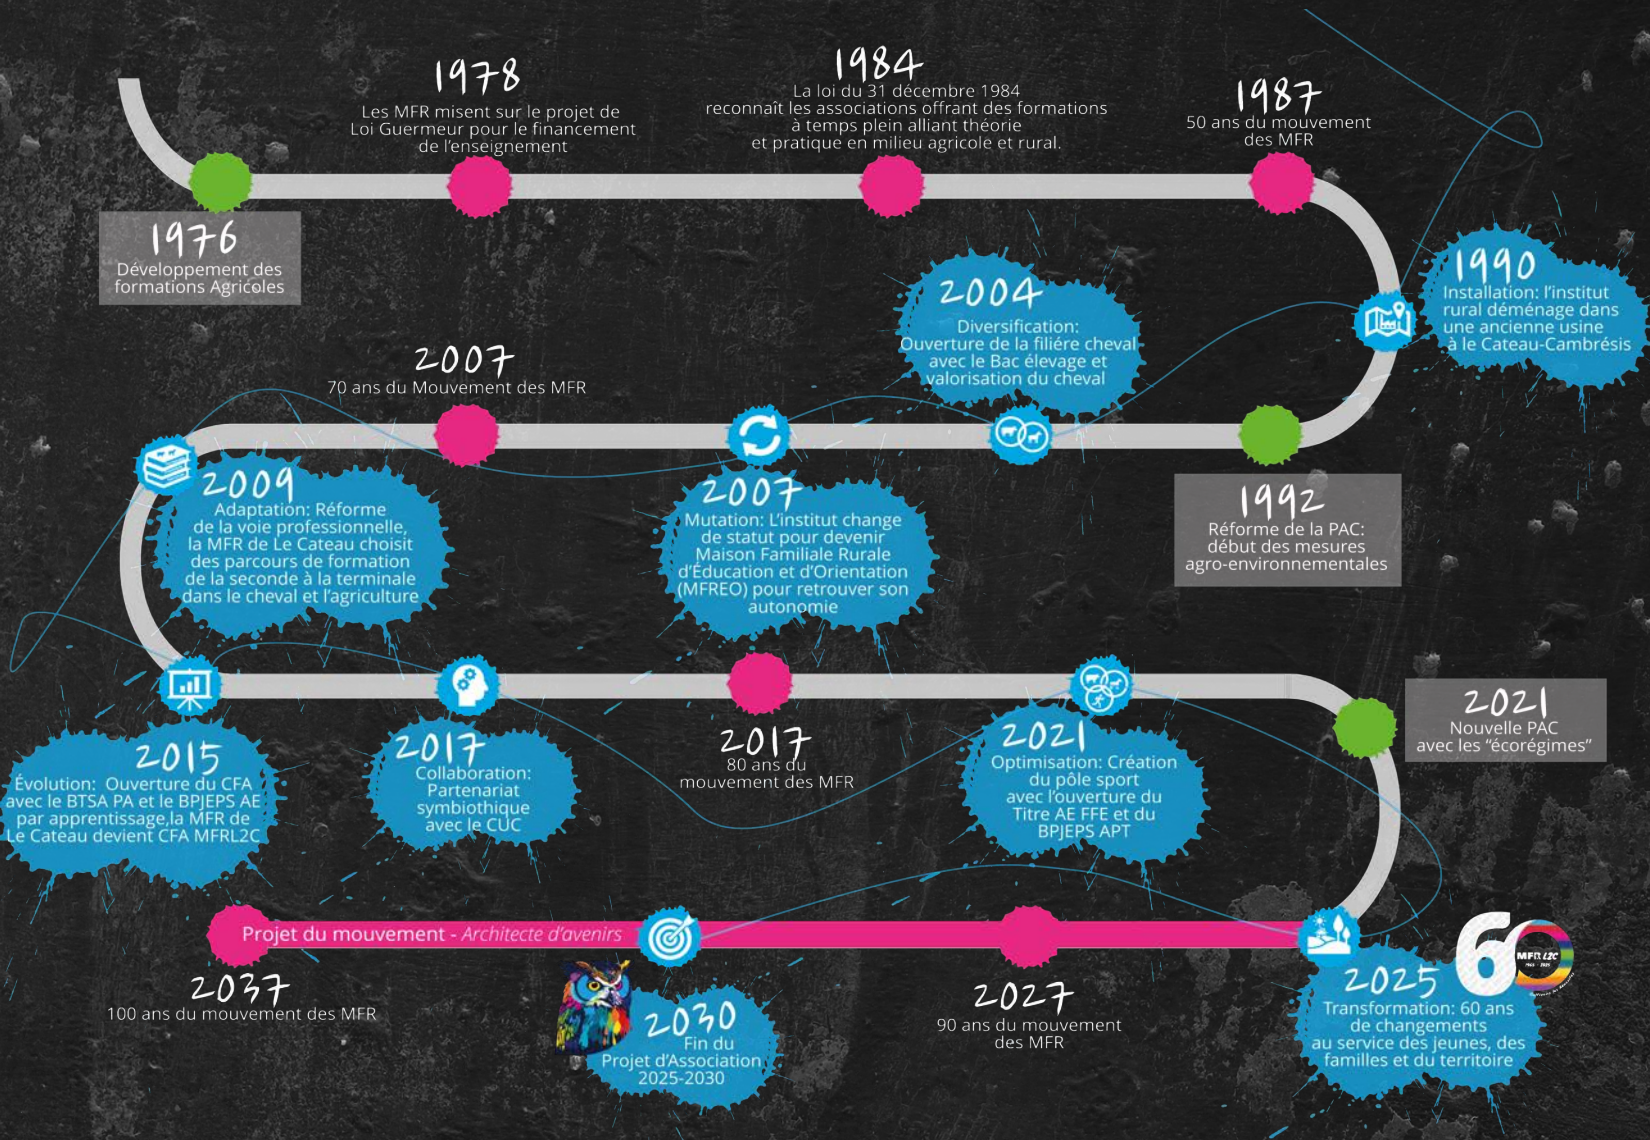 1978
Les MFR misent sur le projet de
Loi Guermeur pour le financement
de l'enseignement
1984
La loi du 31 décembre 1984
reconnaît les associations offrant des formations
à temps plein alliant théorie
et pratique en milieu agricole et rural.
1987
50 ans du mouvement
des MFR
1976
Développement des
formations Agricoles
1990
Installation: l'institut
rural déménage dans
une ancienne usine
à le Cateau-Cambrésis
2004
Diversification:
Ouverture de la filiére cheval
avec le Bac élevage et
valorisation du cheval
2007
70 ans du Mouvement des MFR
1992
Réforme de la PAC:
début des mesures
agro-environnementales
2007
Mutation: L'institut change
de statut pour devenir
Maison Familiale Rurale
d'Éducation et d'Orientation
(MFREO) pour retrouver son
autonomie
2009
Adaptation: Réforme
de la voie professionnelle,
la MFR de Le Cateau choisit
des parcours de formation
de la seconde à la terminale
dans le cheval et l'agriculture
2015
Évolution: Ouverture du CFA
avec le BTSA PA et le BPJEPS AE
par apprentissage,la MFR de
Le Cateau devient CFA MFRL2C
2017
Collaboration:
Partenariat
symbiothique
avec le CUC
2017
80 ans du
mouvement des MFR
2021
Optimisation: Création
du pôle sport
avec l'ouverture du
Titre AE FFE et du
BPJEPS APT
2021
Nouvelle PAC
avec les "écorégimes"
60
MFR L2C
1965 - 2025
2025
Transformation: 60 ans
de changements
au service des jeunes, des
familles et du territoire
2027
90 ans du mouvement
des MFR
Projet du mouvement - Architecte d'avenirs
2030
Fin du
Projet d'Association
2025-2030
2037
100 ans du mouvement des MFR